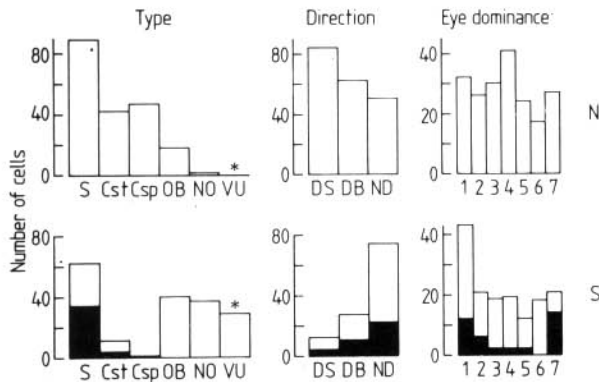 Type Direction Eye dominance
80 80 40
40 40 20
0 0 0
S Cst Csp OB NO VU DS DB ND 1 2 3 4 5 6 7
*
N
Number of cells
80 80 40
40 40 20
0 0 0
S Cst Csp OB NO VU DS DB ND 1 2 3 4 5 6 7
*
S